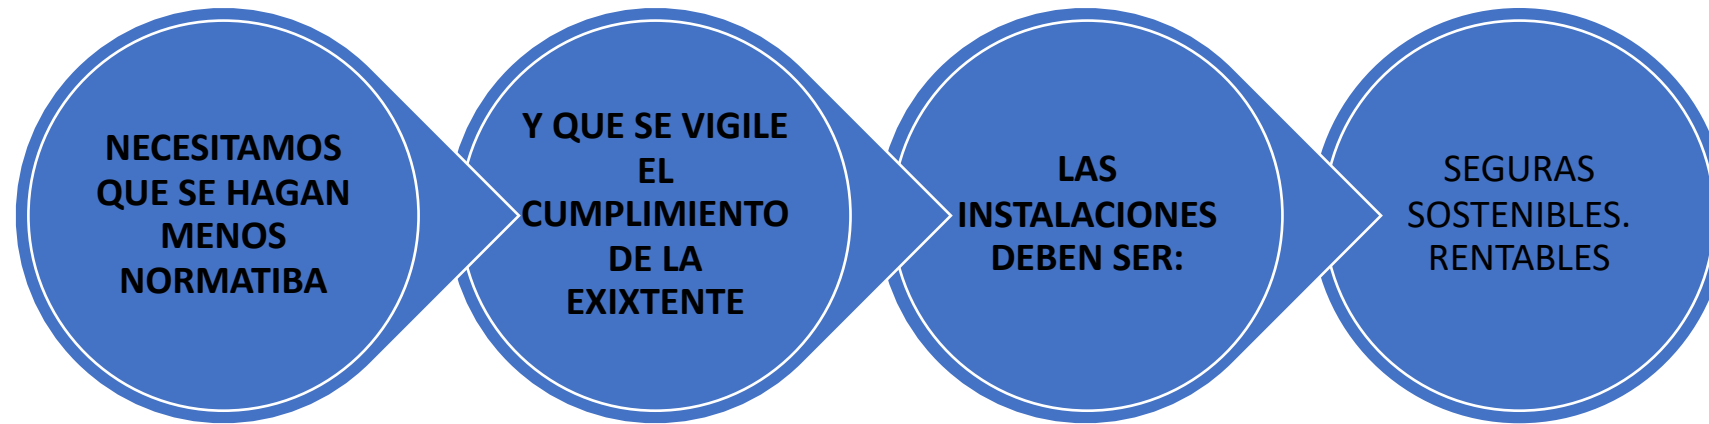 NECESITAMOS
QUE SE HAGAN
MENOS
NORMATIBA
Y QUE SE VIGILE
EL
CUMPLIMIENTO
DE LA
EXIXTENTE
LAS
INSTALACIONES
DEBEN SER:
SEGURAS
SOSTENIBLES.
RENTABLES